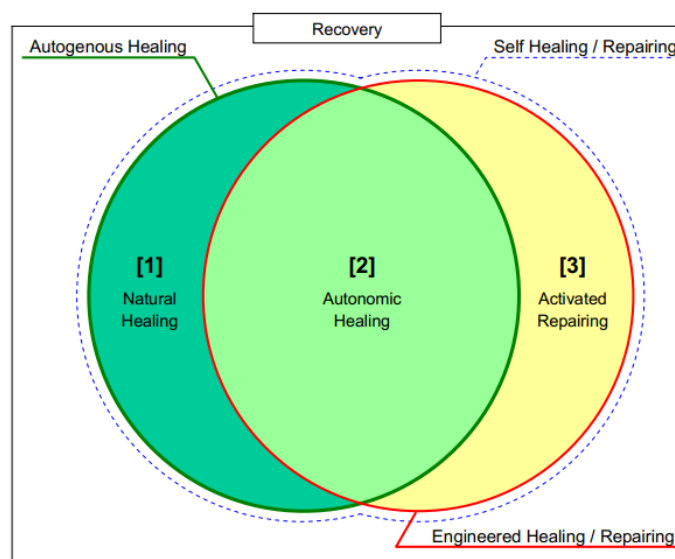 Recovery
Autogenous Healing
Self Healing / Repairing
[1]
Natural
Healing
[2]
Autonomic
Healing
[3]
Activated
Repairing
Engineered Healing / Repairing